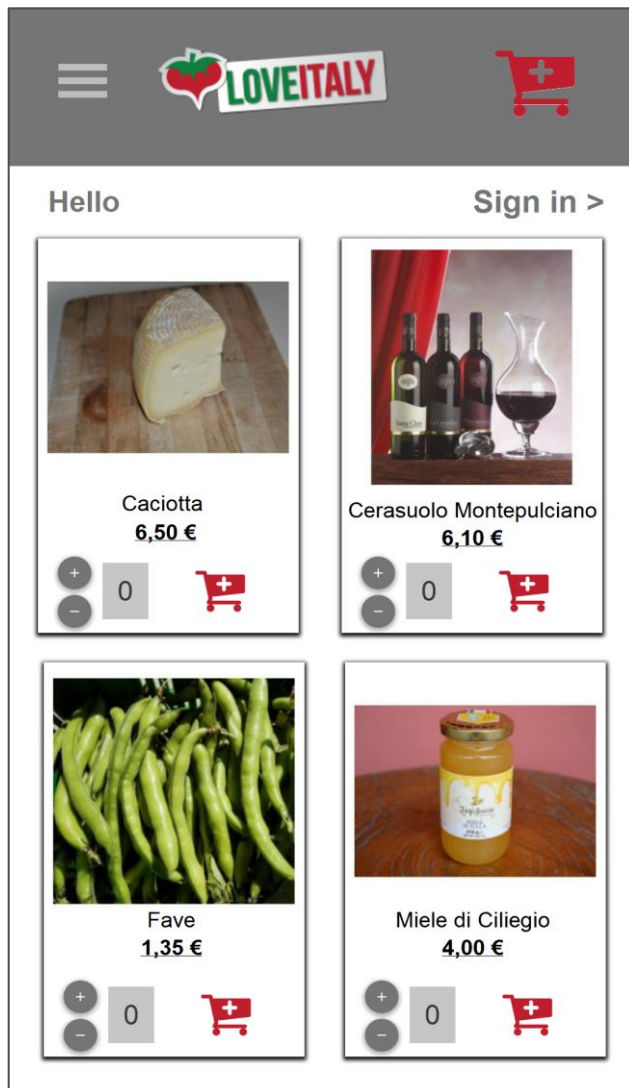 LOVEITALY
Hello
Sign in >
Caciotta
6,50 €
+
0
−
Cerasuolo Montepulciano
6,10 €
+
0
−
Fave
1,35 €
+
0
−
Miele di Ciliegio
4,00 €
+
0
−